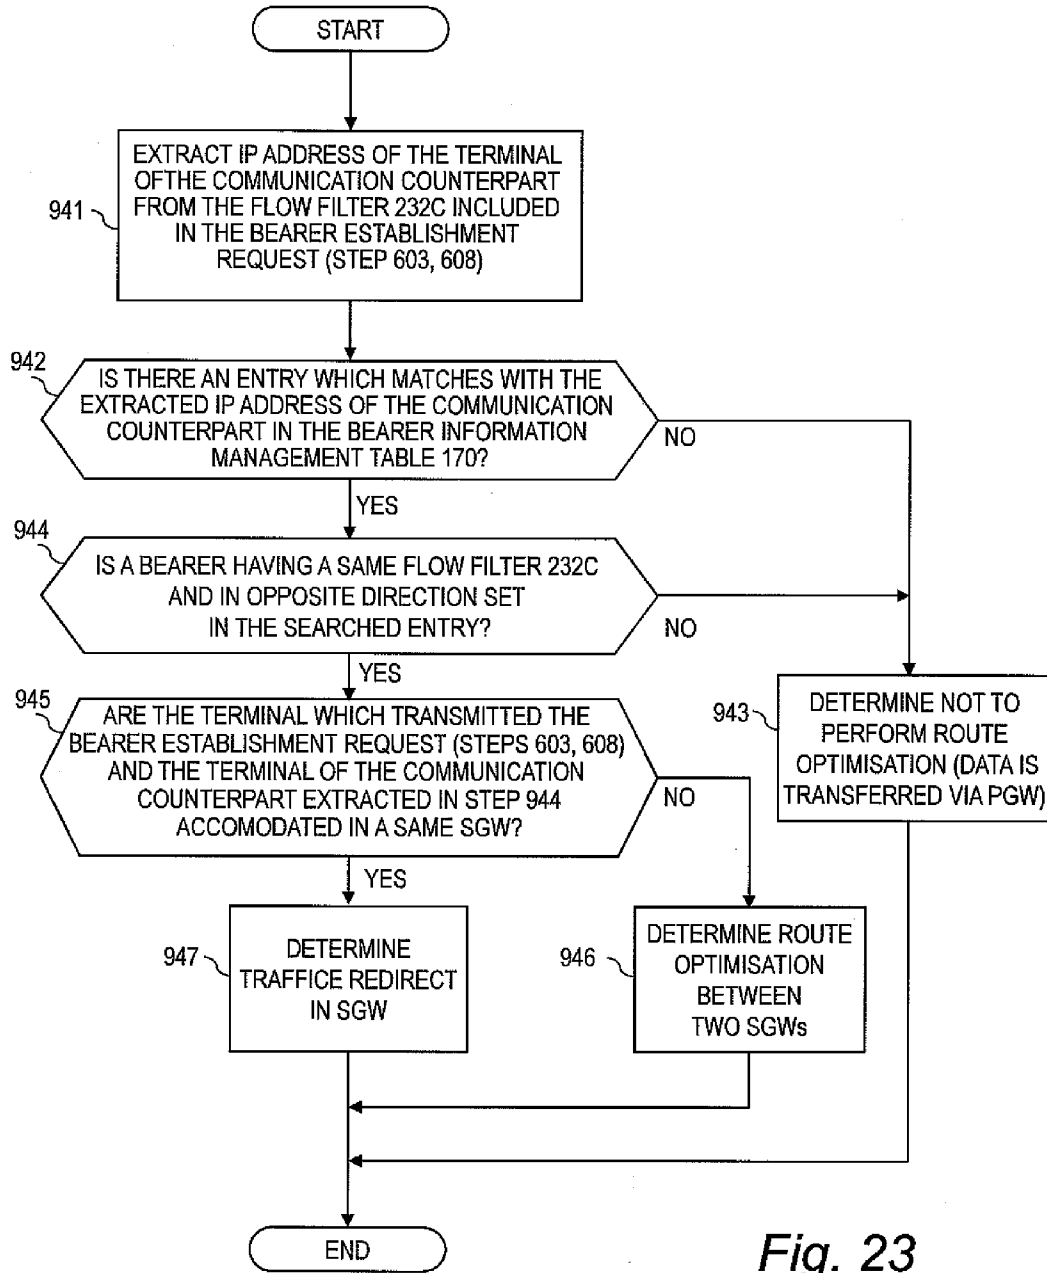 START
941
EXTRACT IP ADDRESS OF THE TERMINAL
OFTHE COMMUNICATION COUNTERPART
FROM THE FLOW FILTER 232C INCLUDED
IN THE BEARER ESTABLISHMENT
REQUEST (STEP 603, 608)
942
IS THERE AN ENTRY WHICH MATCHES WITH THE
EXTRACTED IP ADDRESS OF THE COMMUNICATION
COUNTERPART IN THE BEARER INFORMATION
MANAGEMENT TABLE 170?
NO
YES
944
IS A BEARER HAVING A SAME FLOW FILTER 232C
AND IN OPPOSITE DIRECTION SET
IN THE SEARCHED ENTRY?
NO
YES
945
ARE THE TERMINAL WHICH TRANSMITTED THE
BEARER ESTABLISHMENT REQUEST (STEPS 603, 608)
AND THE TERMINAL OF THE COMMUNICATION
COUNTERPART EXTRACTED IN STEP 944
ACCOMODATED IN A SAME SGW?
NO
YES
943
DETERMINE NOT TO
PERFORM ROUTE
OPTIMISATION (DATA IS
TRANSFERRED VIA PGW)
947
DETERMINE
TRAFFICE REDIRECT
IN SGW
946
DETERMINE ROUTE
OPTIMISATION
BETWEEN
TWO SGWs
END
Fig. 23